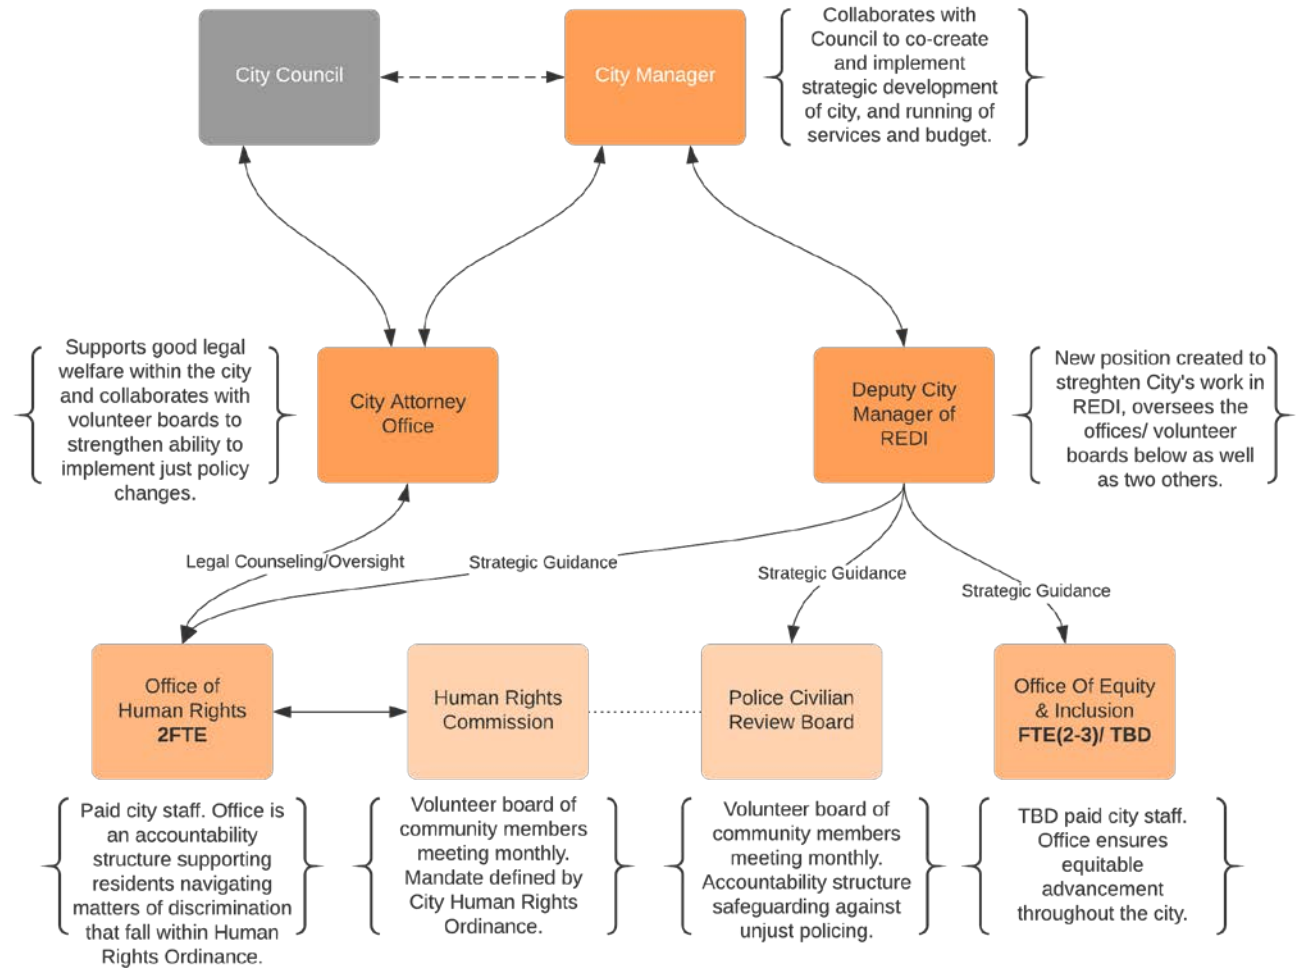 City Council
City Manager
Collaborates with
Council to co-create
and implement
strategic development
of city, and running of
services and budget.
Supports good legal
welfare within the city
and collaborates with
volunteer boards to
strengthen ability to
implement just policy
changes.
City Attorney
Office
Deputy City
Manager of
REDI
New position created to
streghten City's work in
REDI, oversees the
offices/ volunteer
boards below as well
as two others.
Legal Counseling/Oversight
Strategic Guidance
Strategic Guidance
Strategic Guidance
Office of
Human Rights
2FTE
Human Rights
Commission
Police Civilian
Review Board
Office Of Equity
& Inclusion
FTE(2-3)/ TBD
Paid city staff. Office is
an accountability
structure supporting
residents navigating
matters of discrimination
that fall within Human
Rights Ordinance.
Volunteer board of
community members
meeting monthly.
Mandate defined by
City Human Rights
Ordinance.
Volunteer board of
community members
meeting monthly.
Accountability structure
safeguarding against
unjust policing.
TBD paid city staff.
Office ensures
equitable
advancement
throughout the city.